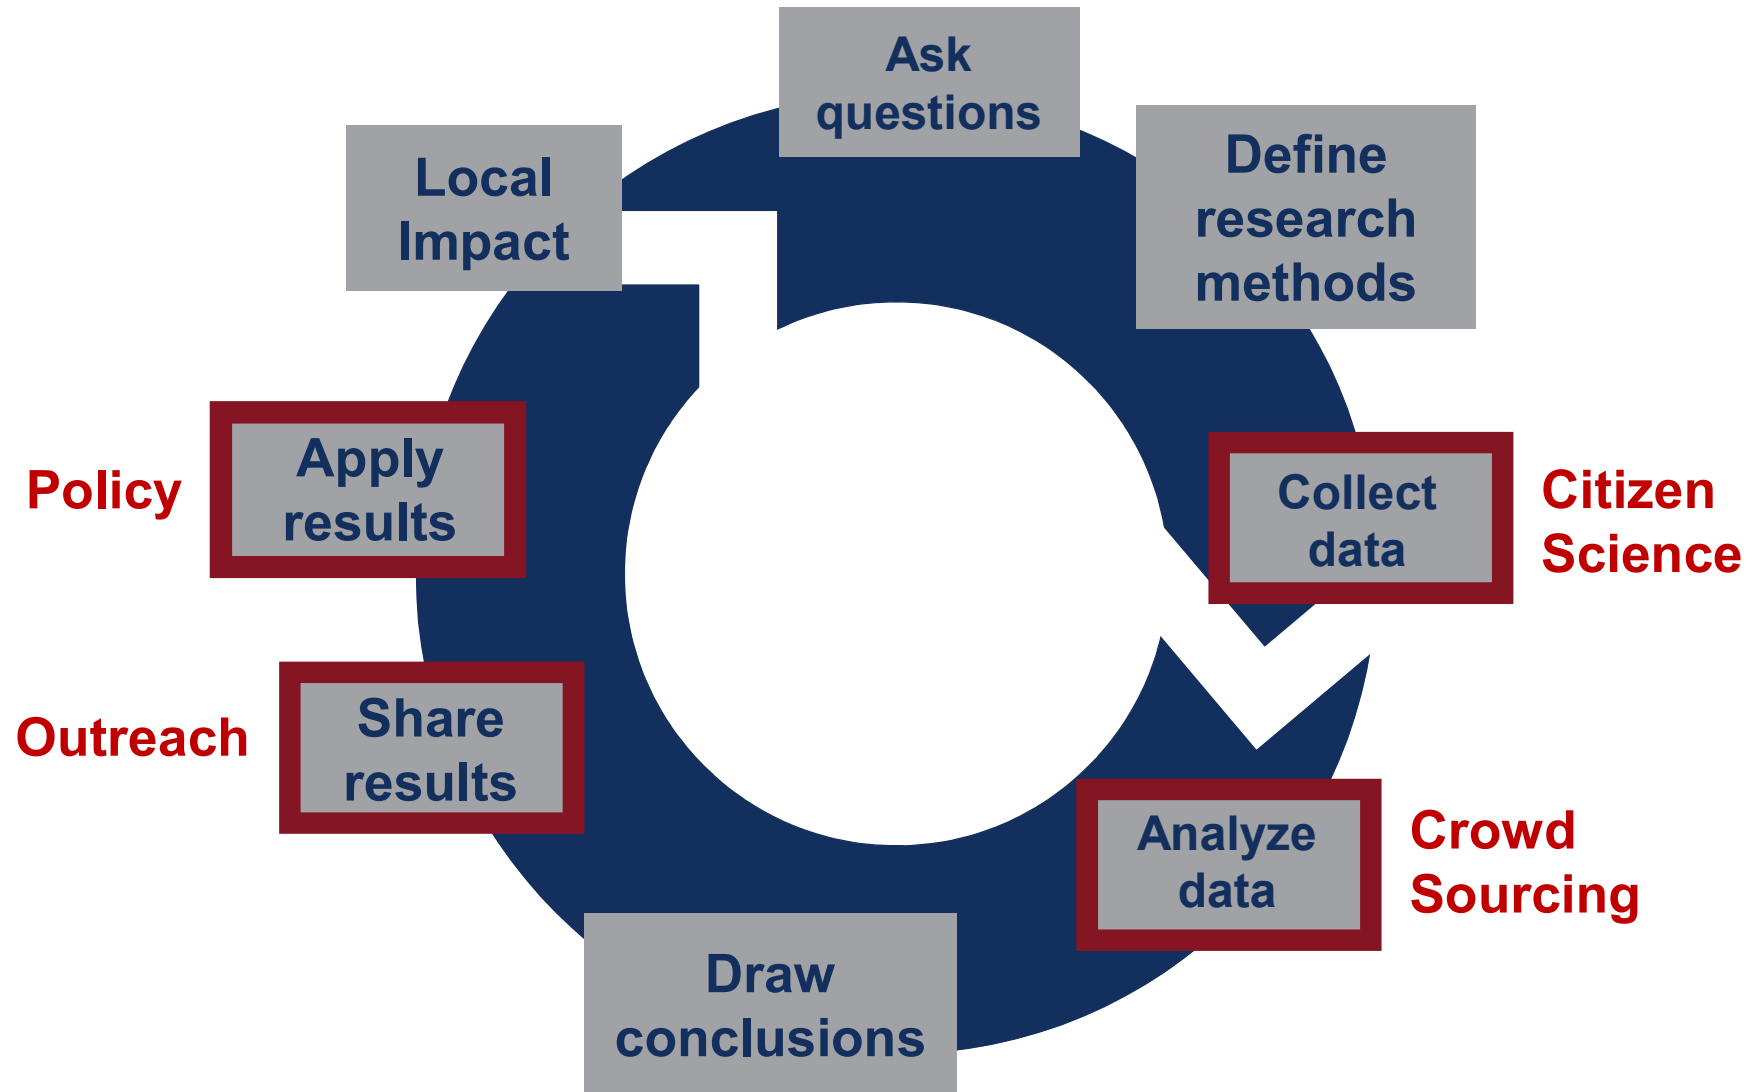 Ask
questions
Define
research
methods
Collect
data
Citizen
Science
Analyze
data
Crowd
Sourcing
Draw
conclusions
Share
results
Outreach
Apply
results
Policy
Local
Impact